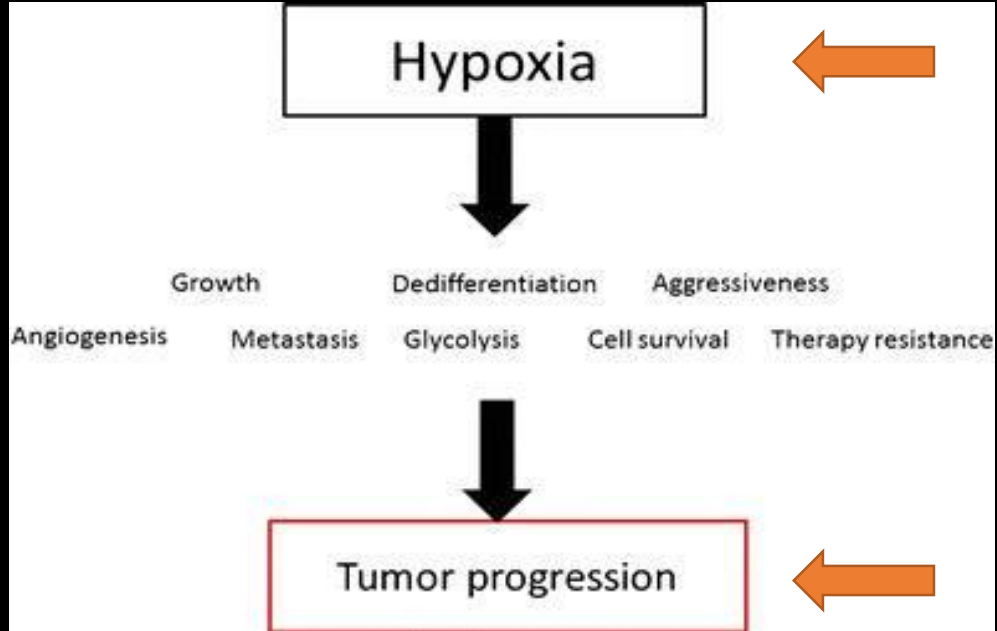 Hypoxia
Growth Dedifferentiation Aggressiveness
Angiogenesis Metastasis Glycolysis Cell survival Therapy resistance
Tumor progression